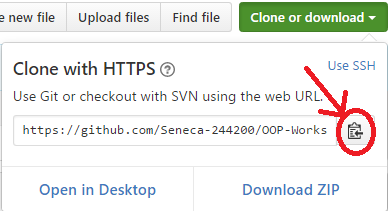 e new file Upload files Find file Clone or download
Clone with HTTPS Use SSH
Use Git or checkout with SVN using the web URL.
https://github.com/Seneca-244200/OOP-Works
Open in Desktop Download ZIP